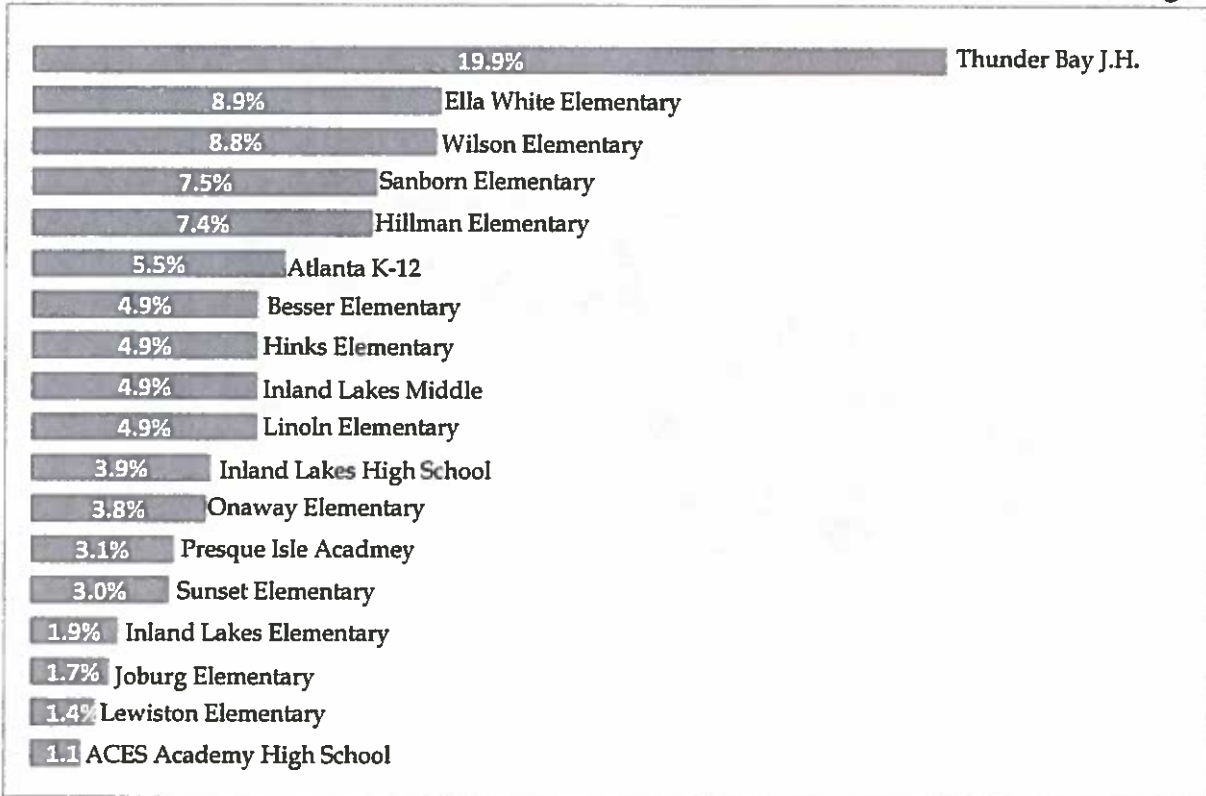 19.9% Thunder Bay J.H.
8.9% Ella White Elementary
8.8% Wilson Elementary
7.5% Sanborn Elementary
7.4% Hillman Elementary
5.5% Atlanta K-12
4.9% Besser Elementary
4.9% Hinks Elementary
4.9% Inland Lakes Middle
4.9% Linoln Elementary
3.9% Inland Lakes High School
3.8% Onaway Elementary
3.1% Presque Isle Acadmey
3.0% Sunset Elementary
1.9% Inland Lakes Elementary
1.7% Joburg Elementary
1.4% Lewiston Elementary
1.1 ACES Academy High School